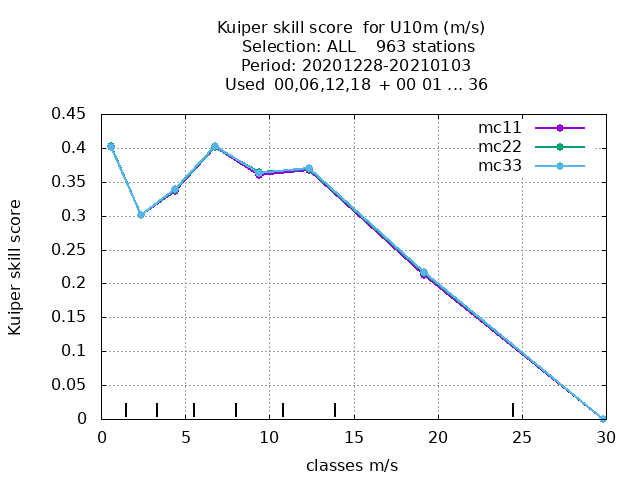 Kuiper skill score  for U10m (m/s)
Selection: ALL    963 stations
Period: 20201228-20210103
Used  00,06,12,18 + 00 01 ... 36
mc11
mc22
mc33
Kuiper skill score
0.45
0.4
0.35
0.3
0.25
0.2
0.15
0.1
0.05
0
0 5 10 15 20 25 30
classes m/s